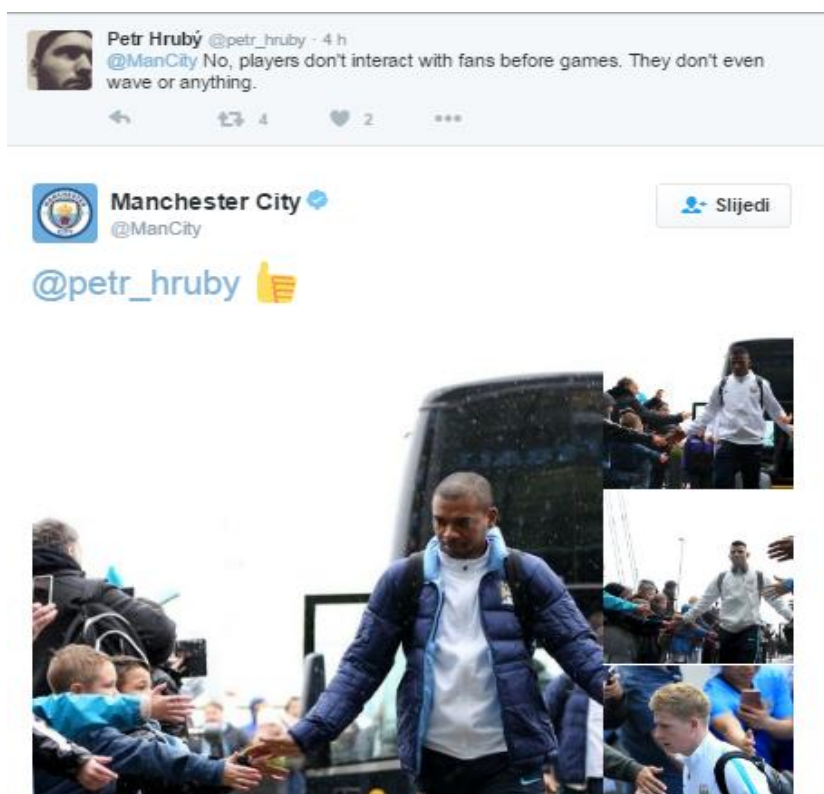 Petr Hrubý @petr_hruby · 4 h
@ManCity No, players don't interact with fans before games. They don't even
wave or anything.
4 2
Manchester City
@ManCity
Slijedi
@petr_hruby